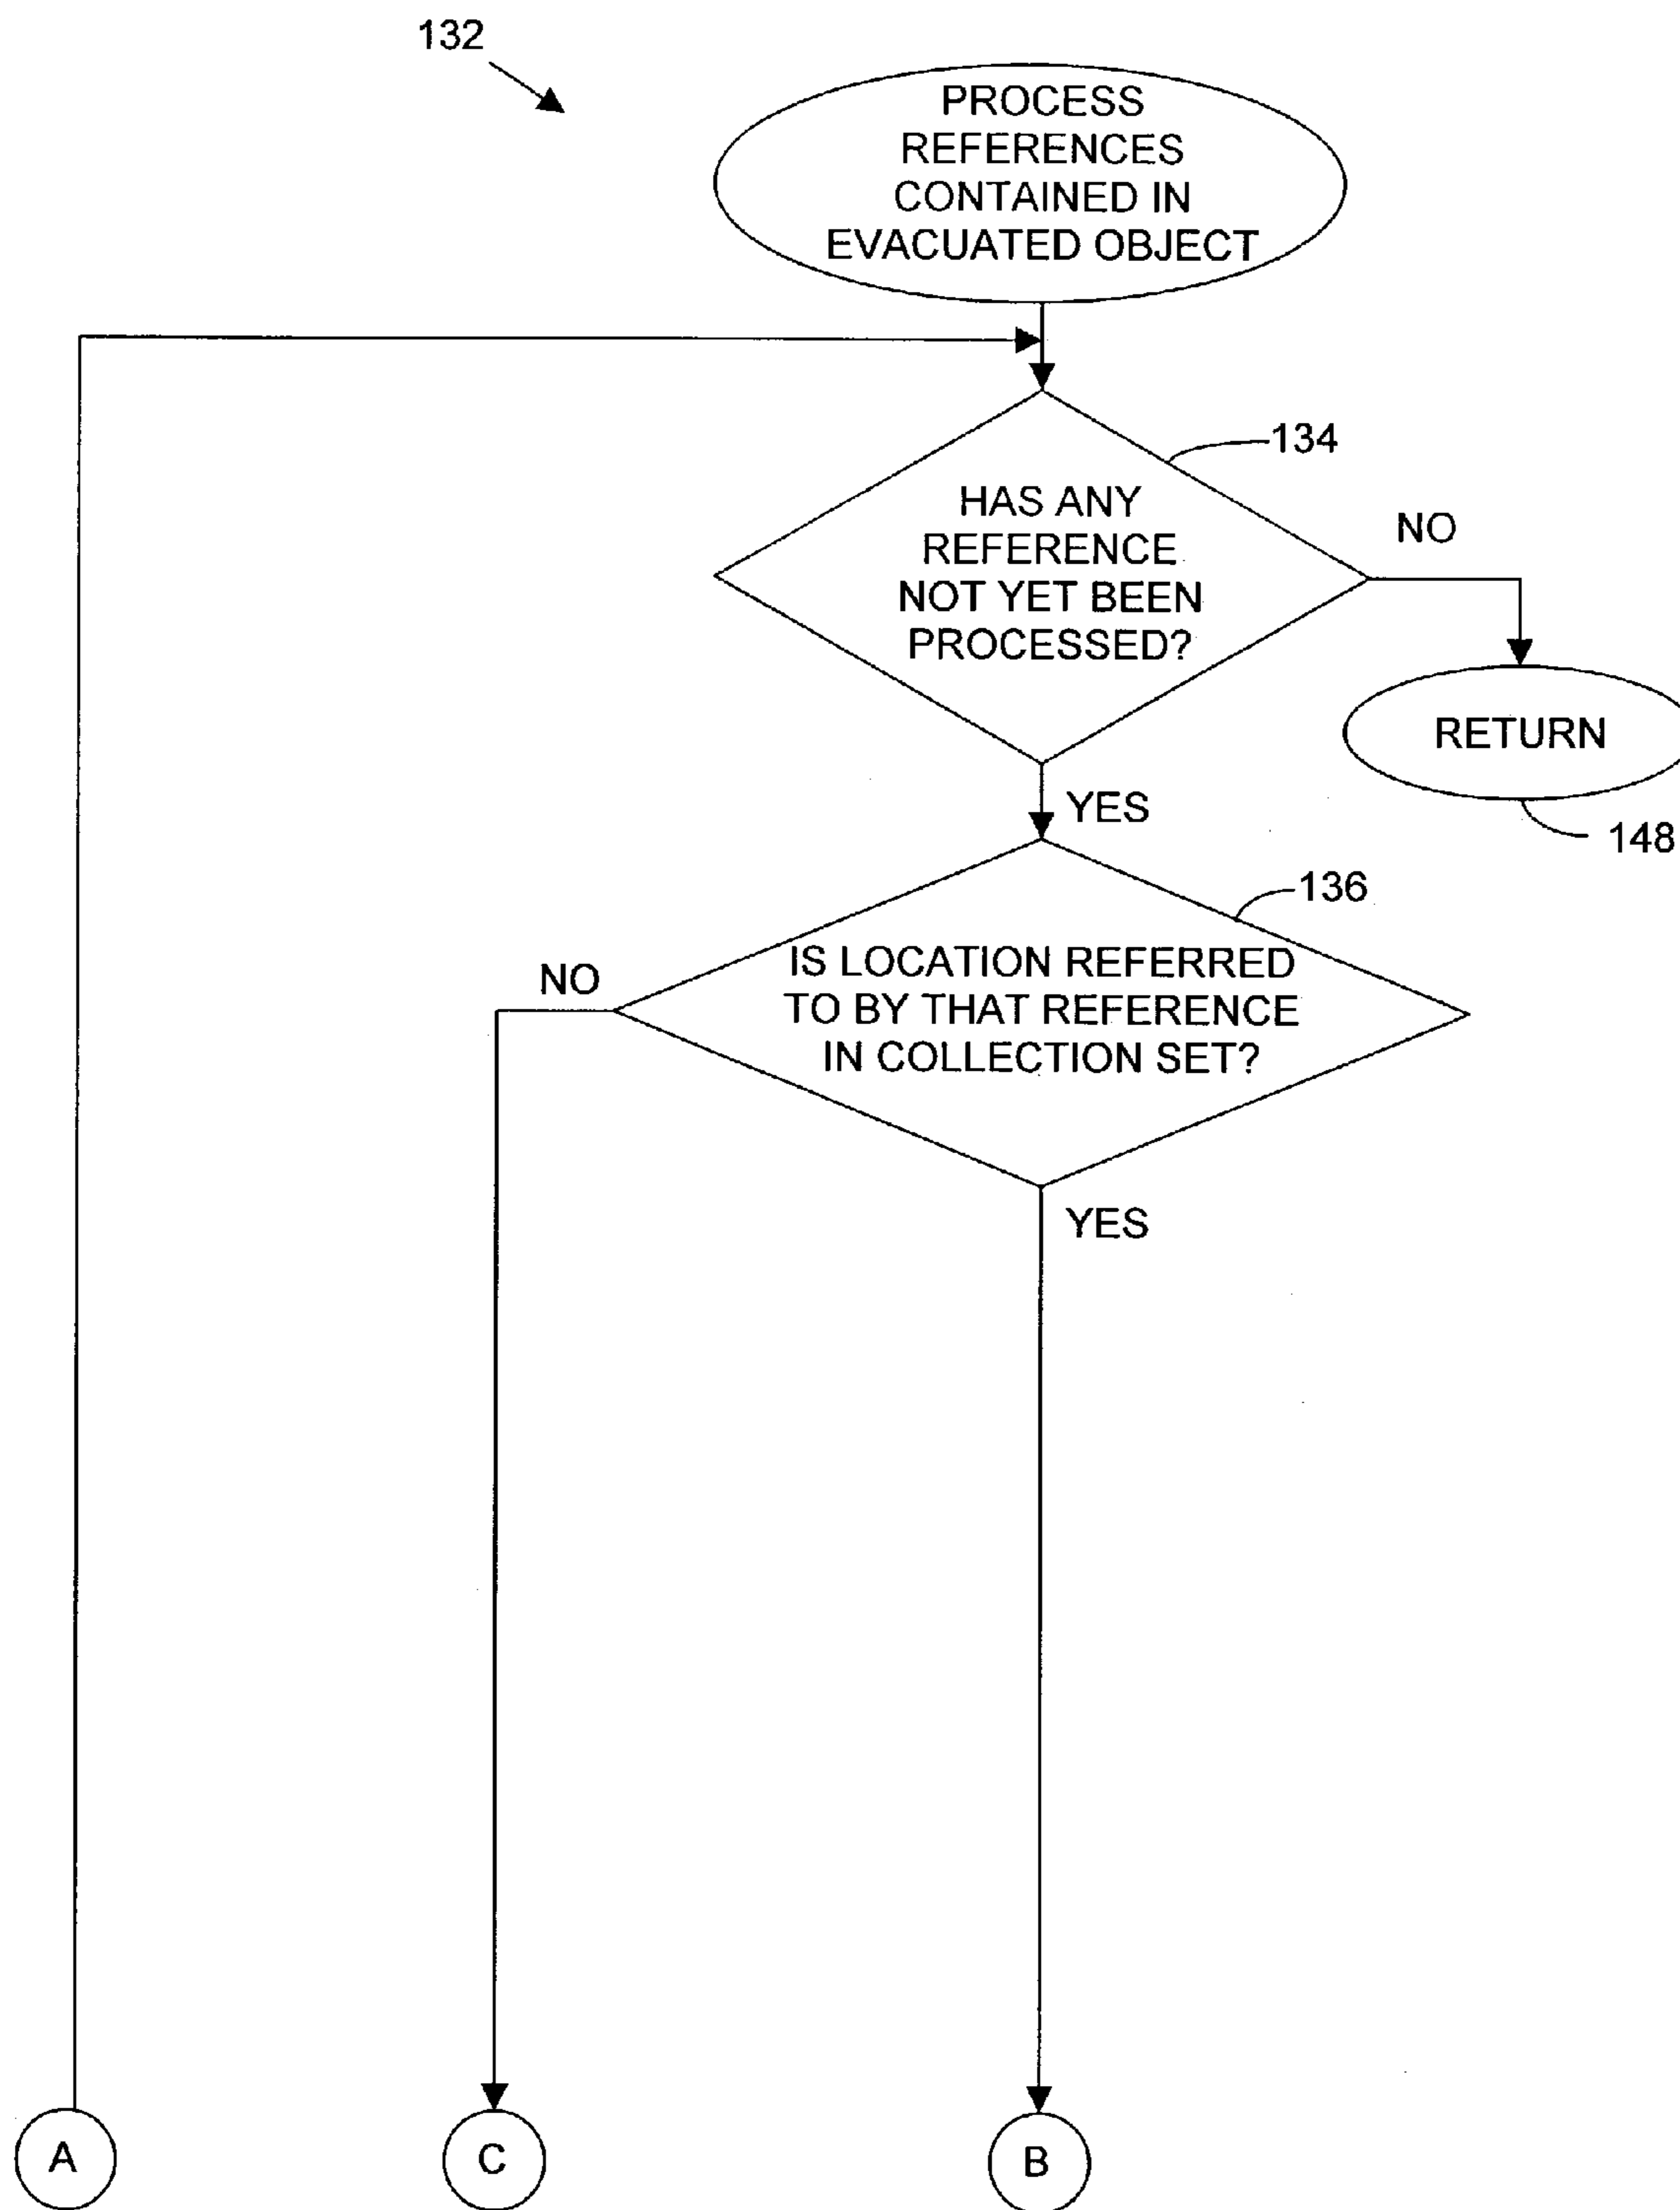 132
PROCESS
REFERENCES
CONTAINED IN
EVACUATED OBJECT
134
HAS ANY
REFERENCE
NOT YET BEEN
PROCESSED?
NO
RETURN
148
YES
136
IS LOCATION REFERRED
TO BY THAT REFERENCE
IN COLLECTION SET?
NO
YES
A
C
B